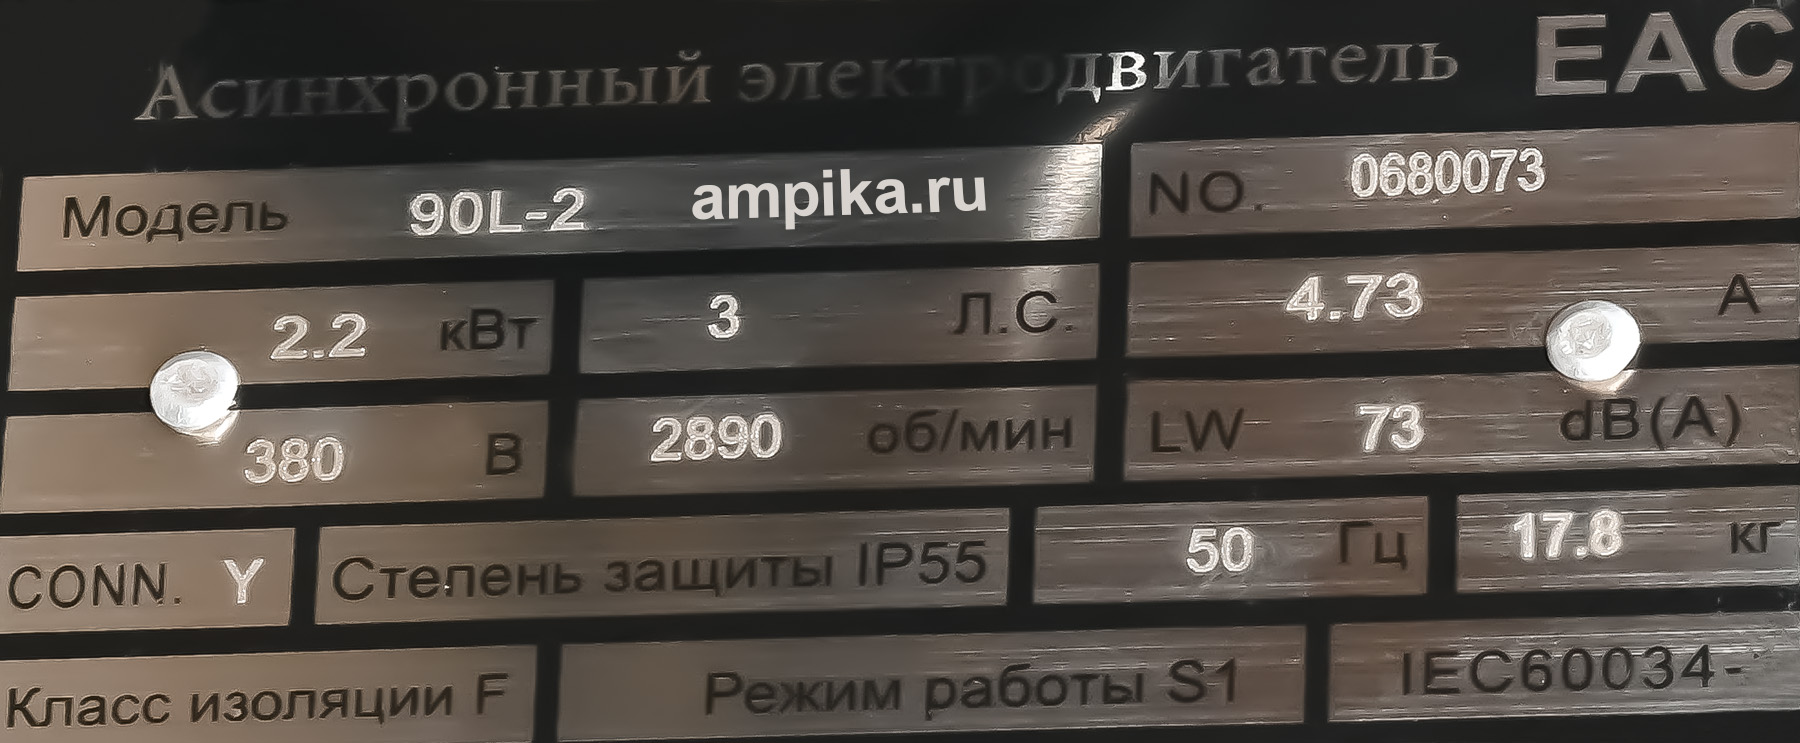 Асинхронный электродвигатель EAC
Модель 90L-2 ampika.ru NO. 0680073
2.2 кВт 3 Л.С. 4.73 А
380 В 2890 об/мин LW 73 dB(A)
CONN. Y Степень защиты IP55 50 Гц 17.8 кг
Класс изоляции F Режим работы S1 IEC60034-